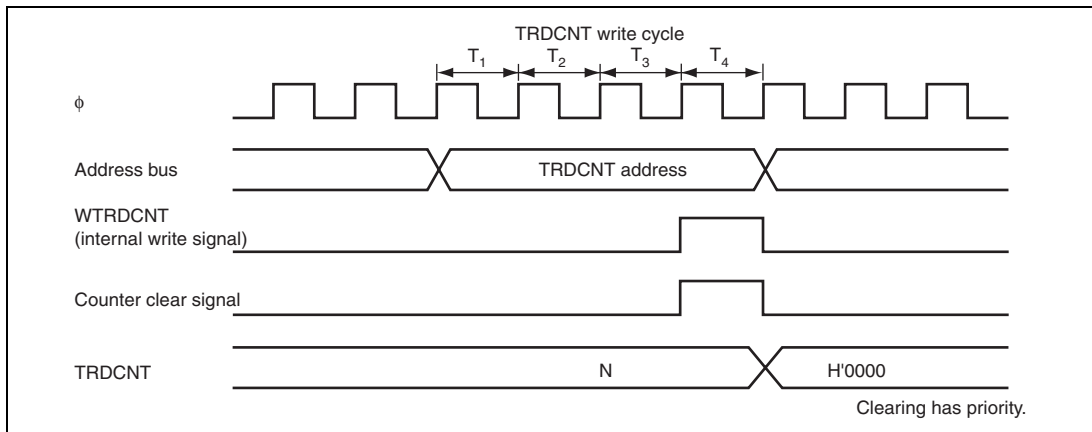 TRDCNT write cycle
T1 T2 T3 T4
ϕ
Address bus
TRDCNT address
WTRDCNT
(internal write signal)
Counter clear signal
TRDCNT
N
H'0000
Clearing has priority.